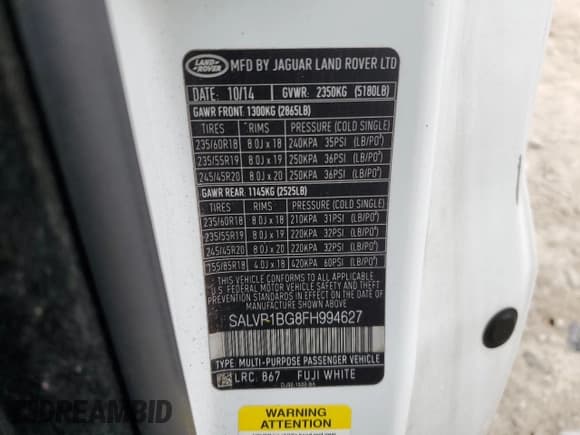 LAND ROVER MFD BY JAGUAR LAND ROVER LTD
DATE: 10/14 GVWR: 2350KG (5180LB)
GAWR FRONT: 1300KG (2865LB)
TIRES RIMS PRESSURE (COLD SINGLE)
235/60R18 8.0J x 18 240KPA 35PSI (LB/PO²)
235/55R19 8.0J x 19 250KPA 36PSI (LB/PO²)
245/45R20 8.0J x 20 250KPA 36PSI (LB/PO²)
GAWR REAR: 1145KG (2525LB)
TIRES RIMS PRESSURE (COLD SINGLE)
235/60R18 8.0J x 18 210KPA 31PSI (LB/PO²)
235/55R19 8.0J x 19 220KPA 32PSI (LB/PO²)
245/45R20 8.0J x 20 220KPA 32PSI (LB/PO²)
155/85R18 4.0J x 18 420KPA 60PSI (LB/PO²)
THIS VEHICLE CONFORMS TO ALL APPLICABLE
U.S. FEDERAL MOTOR VEHICLE SAFETY AND
THEFT PREVENTION STANDARDS IN EFFECT ON
THE DATE OF MANUFACTURE SHOWN ABOVE.
SALVP1BG8FH994627
TYPE: MULTI-PURPOSE PASSENGER VEHICLE
LRC: 867 FUJI WHITE
WARNING
ATTENTION
DREAMBID